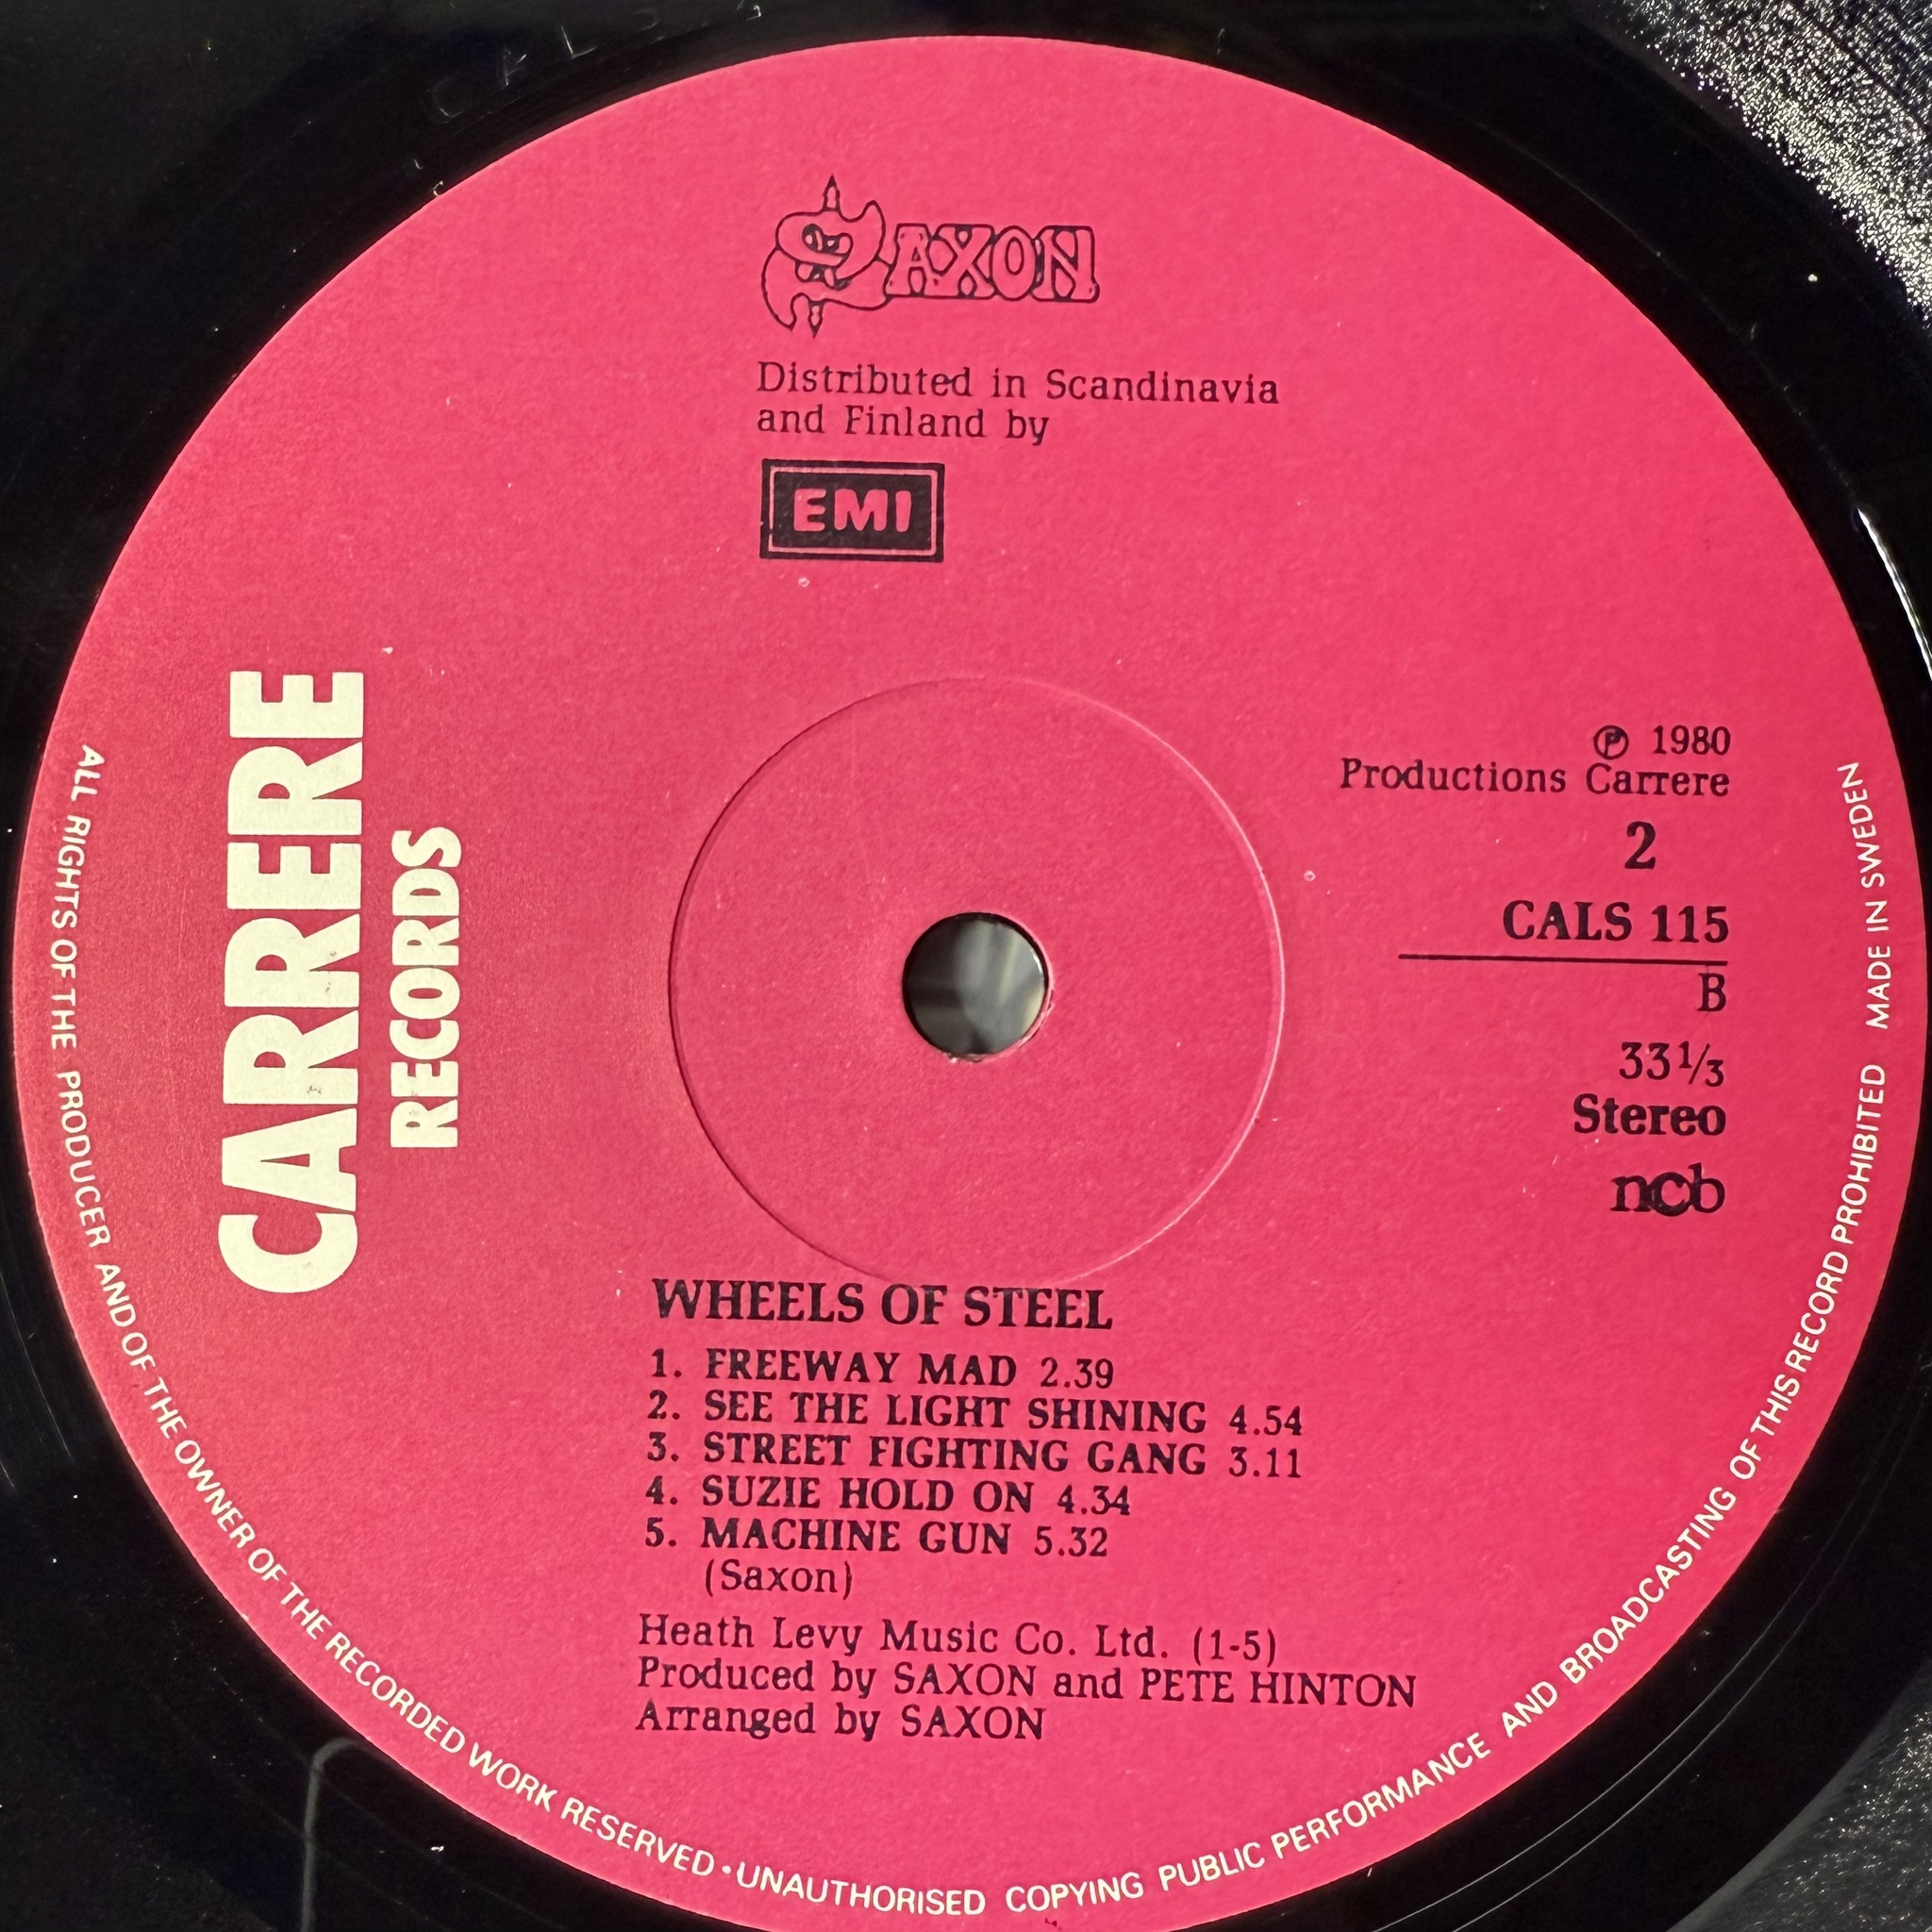 SAXON
Distributed in Scandinavia
and Finland by
EMI
CARRERE
RECORDS
℗ 1980
Productions Carrere
2
CALS 115
B
33⅓
Stereo
ncb
WHEELS OF STEEL
1. FREEWAY MAD 2.39
2. SEE THE LIGHT SHINING 4.54
3. STREET FIGHTING GANG 3.11
4. SUZIE HOLD ON 4.34
5. MACHINE GUN 5.32
(Saxon)
Heath Levy Music Co. Ltd. (1-5)
Produced by SAXON and PETE HINTON
Arranged by SAXON
ALL RIGHTS OF THE PRODUCER AND OF THE OWNER OF THE RECORDED WORK RESERVED • UNAUTHORISED COPYING PUBLIC PERFORMANCE AND BROADCASTING OF THIS RECORD PROHIBITED MADE IN SWEDEN